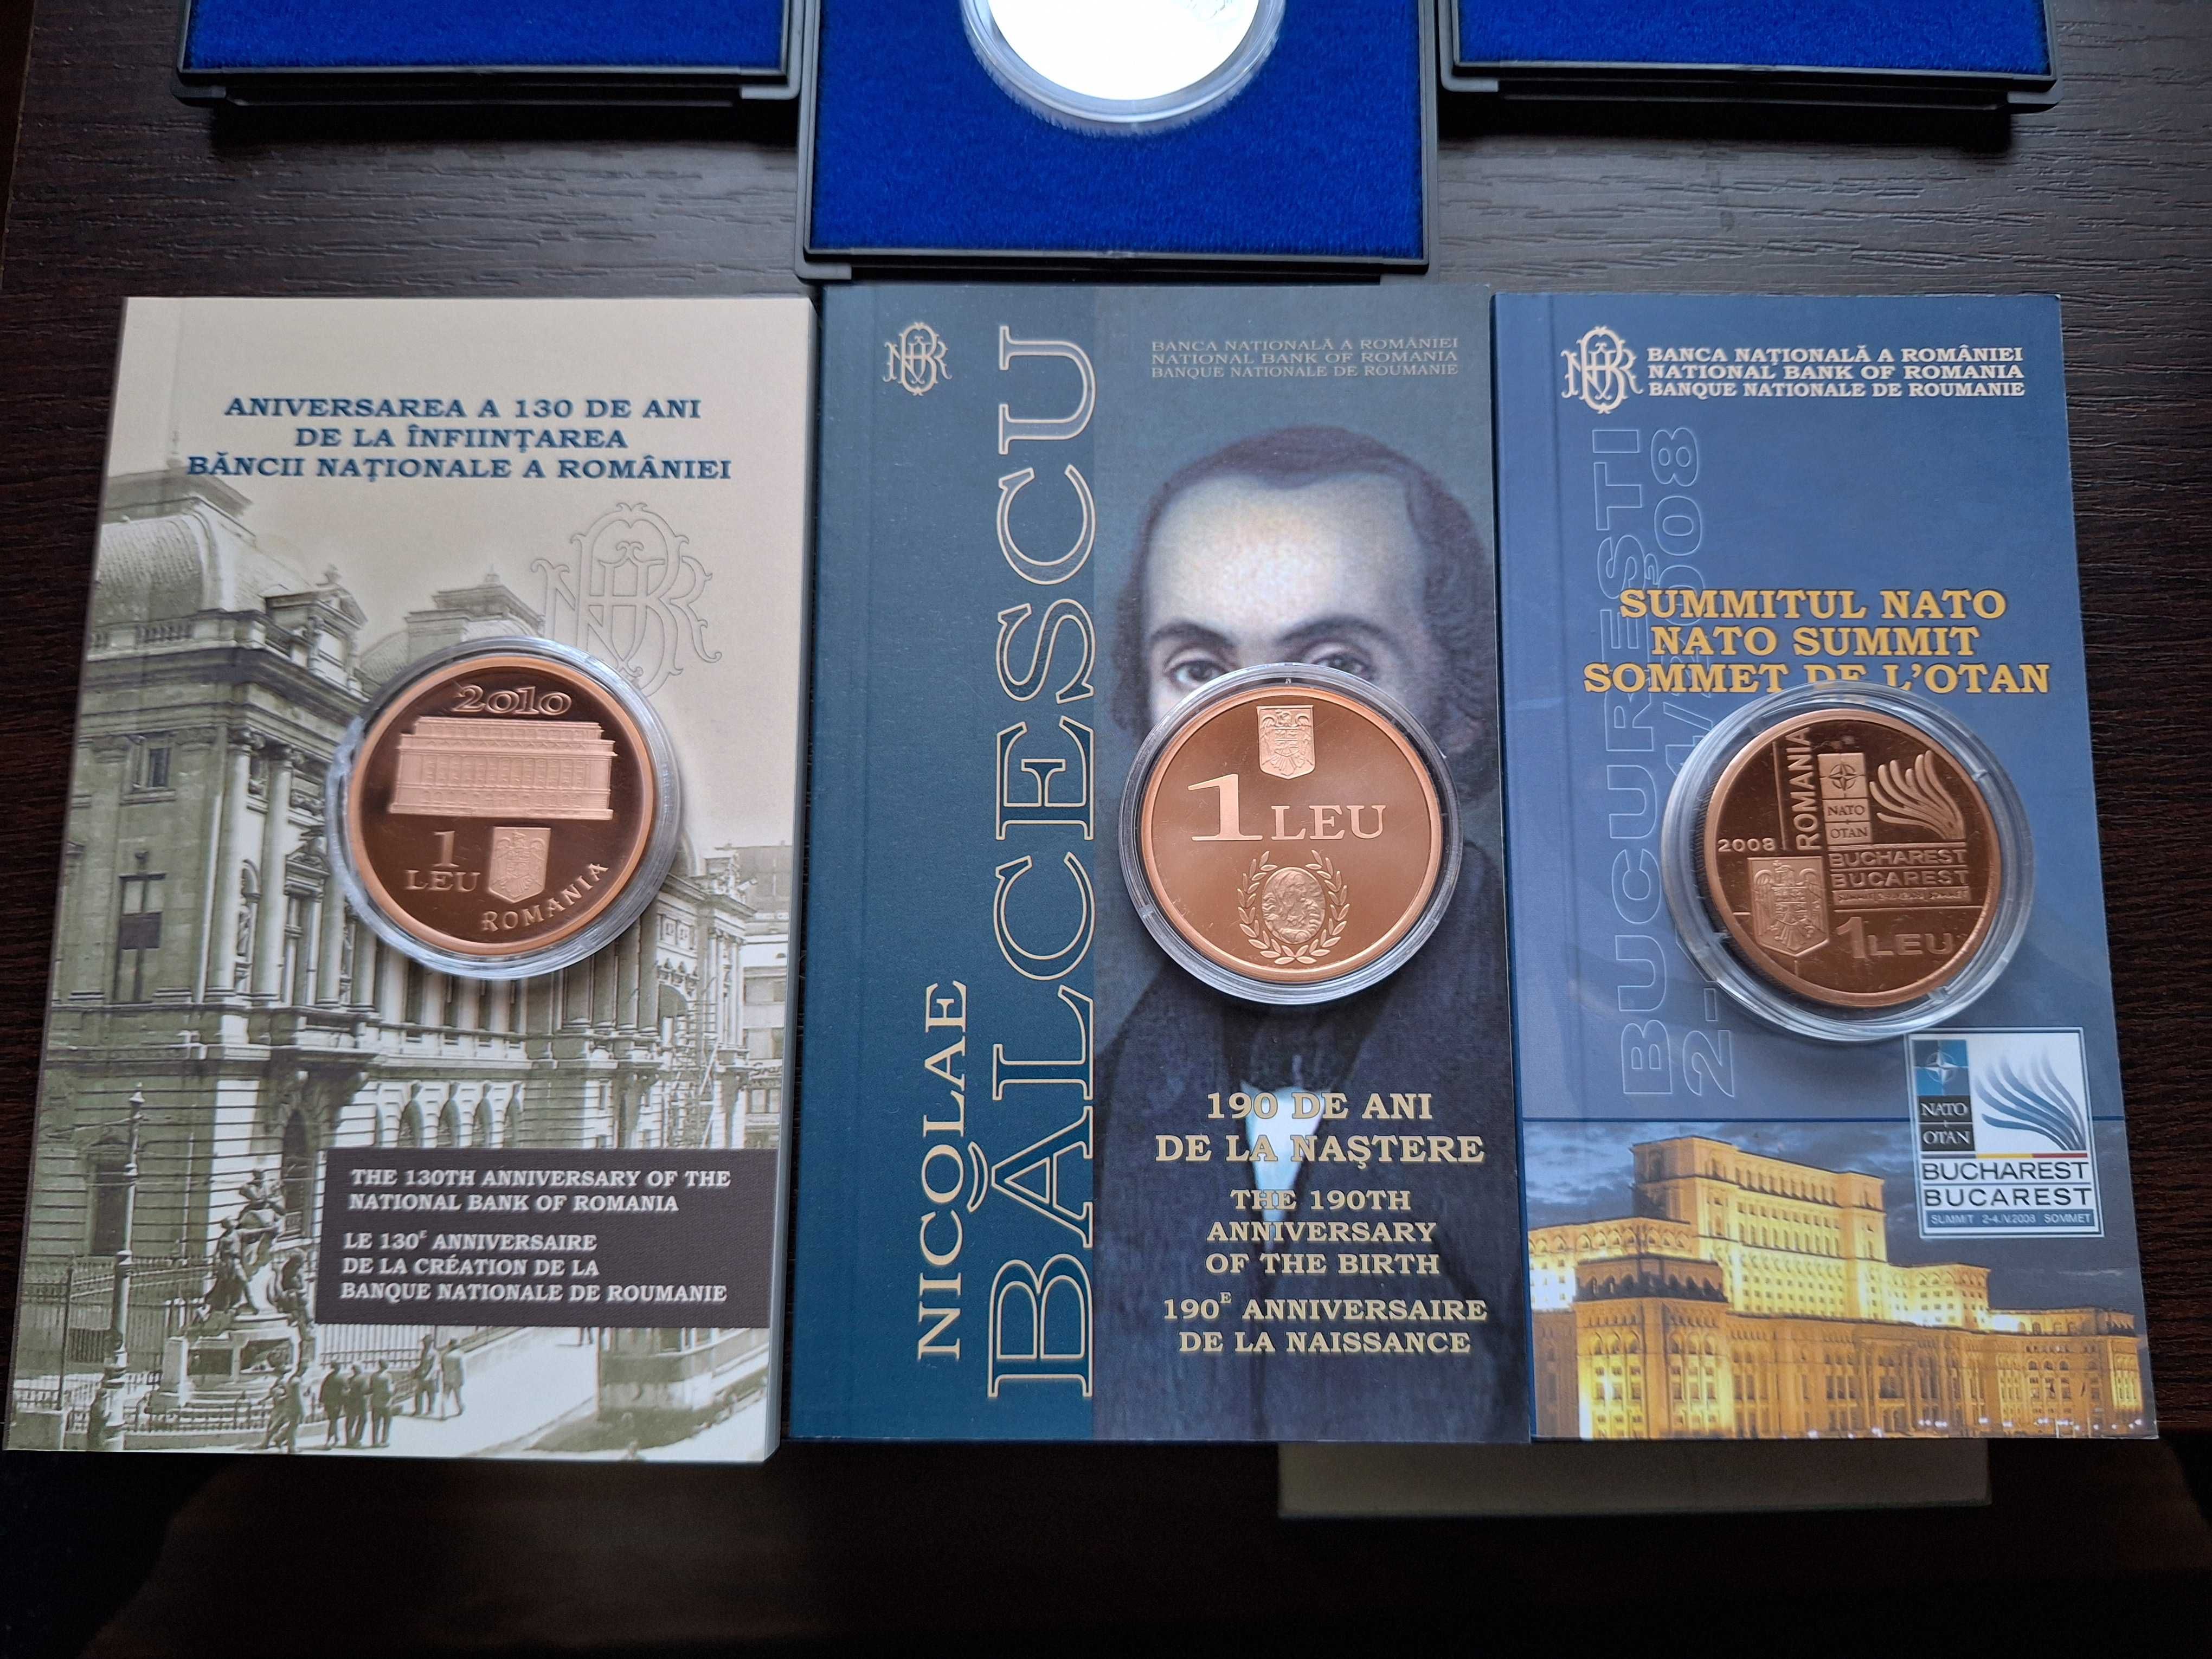 ANIVERSAREA A 130 DE ANI
DE LA ÎNFIINȚAREA
BĂNCII NAȚIONALE A ROMÂNIEI
2010
1
LEU
ROMANIA
THE 130TH ANNIVERSARY OF THE
NATIONAL BANK OF ROMANIA
LE 130E ANNIVERSAIRE
DE LA CRÉATION DE LA
BANQUE NATIONALE DE ROUMANIE
BANCA NAȚIONALĂ A ROMÂNIEI
NATIONAL BANK OF ROMANIA
BANQUE NATIONALE DE ROUMANIE
NICOLAE
BĂLCESCU
1 LEU
190 DE ANI
DE LA NAȘTERE
THE 190TH
ANNIVERSARY
OF THE BIRTH
190E ANNIVERSAIRE
DE LA NAISSANCE
BANCA NAȚIONALĂ A ROMÂNIEI
NATIONAL BANK OF ROMANIA
BANQUE NATIONALE DE ROUMANIE
BUCUREȘTI
SUMMITUL NATO
NATO SUMMIT
SOMMET DE L'OTAN
ROMANIA
2008
NATO
OTAN
BUCHAREST
BUCAREST
1 LEU
NATO
OTAN
BUCHAREST
BUCAREST
SUMMIT 2-4.IV.2008 SOMMET